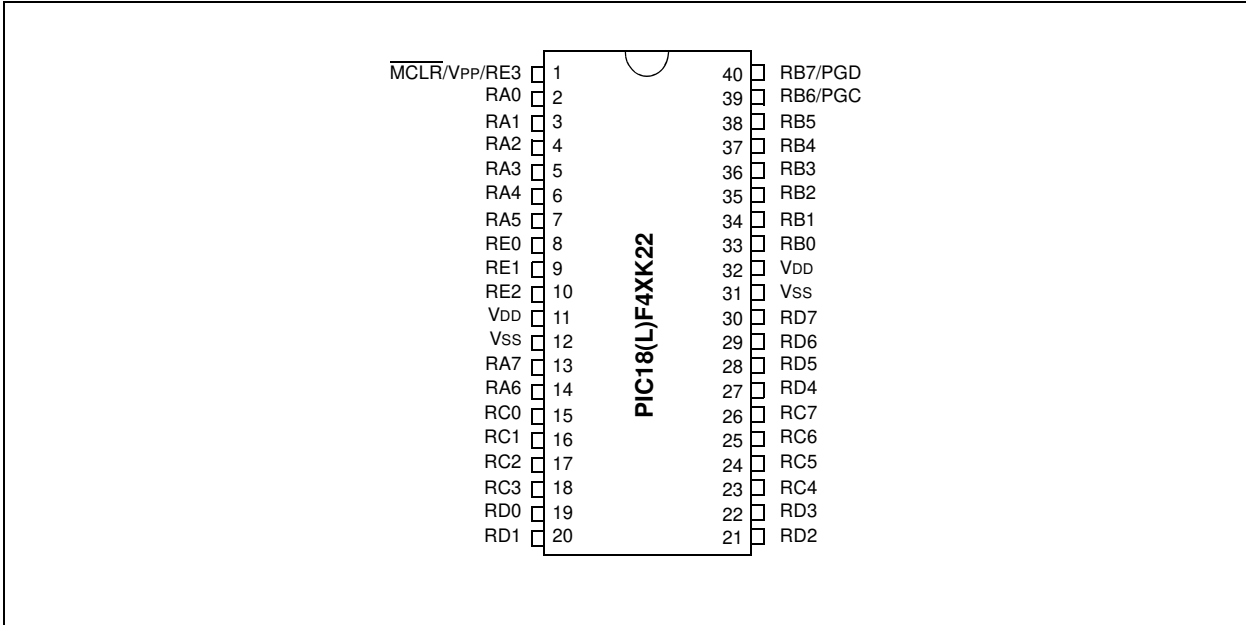 MCLR/VPP/RE3 1 40 RB7/PGD
RA0 2 39 RB6/PGC
RA1 3 38 RB5
RA2 4 37 RB4
RA3 5 36 RB3
RA4 6 35 RB2
RA5 7 34 RB1
RE0 8 33 RB0
RE1 9 32 VDD
RE2 10 31 VSS
VDD 11 30 RD7
VSS 12 29 RD6
RA7 13 28 RD5
RA6 14 27 RD4
RC0 15 26 RC7
RC1 16 25 RC6
RC2 17 24 RC5
RC3 18 23 RC4
RD0 19 22 RD3
RD1 20 21 RD2
PIC18(L)F4XK22